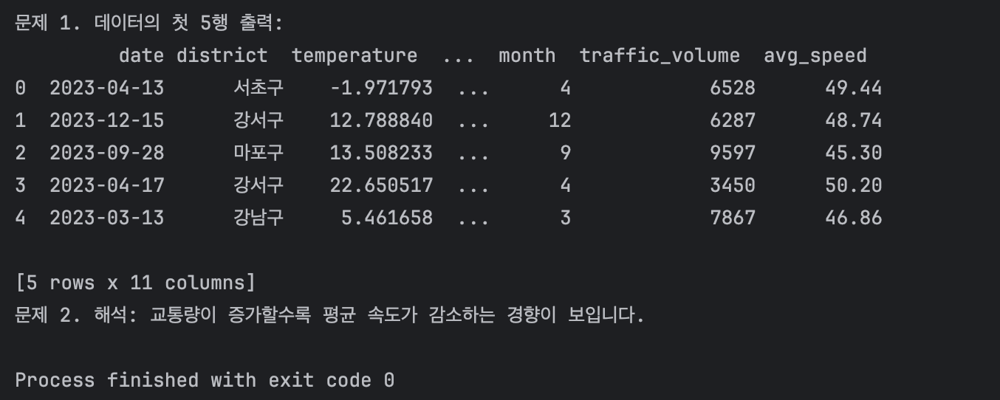 문제 1. 데이터의 첫 5행 출력:
         date district  temperature  ...  month  traffic_volume  avg_speed
0  2023-04-13      서초구    -1.971793  ...      4            6528      49.44
1  2023-12-15      강서구    12.788840  ...     12            6287      48.74
2  2023-09-28      마포구    13.508233  ...      9            9597      45.30
3  2023-04-17      강서구    22.650517  ...      4            3450      50.20
4  2023-03-13      강남구     5.461658  ...      3            7867      46.86
[5 rows x 11 columns]
문제 2. 해석: 교통량이 증가할수록 평균 속도가 감소하는 경향이 보입니다.
Process finished with exit code 0